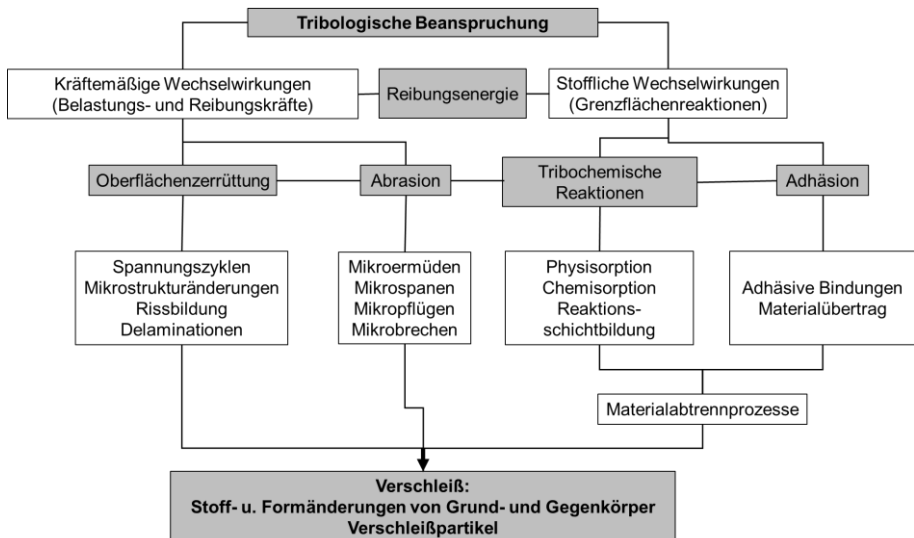 Tribologische Beanspruchung
Kräftemäßige Wechselwirkungen
(Belastungs- und Reibungskräfte)
Reibungsenergie
Stoffliche Wechselwirkungen
(Grenzflächenreaktionen)
Oberflächenzerrüttung
Abrasion
Tribochemische
Reaktionen
Adhäsion
Spannungszyklen
Mikrostrukturänderungen
Rissbildung
Delaminationen
Mikroermüden
Mikrospanen
Mikropflügen
Mikrobrechen
Physisorption
Chemisorption
Reaktions-
schichtbildung
Adhäsive Bindungen
Materialübertrag
Materialabtrennprozesse
Verschleiß:
Stoff- u. Formänderungen von Grund- und Gegenkörper
Verschleißpartikel